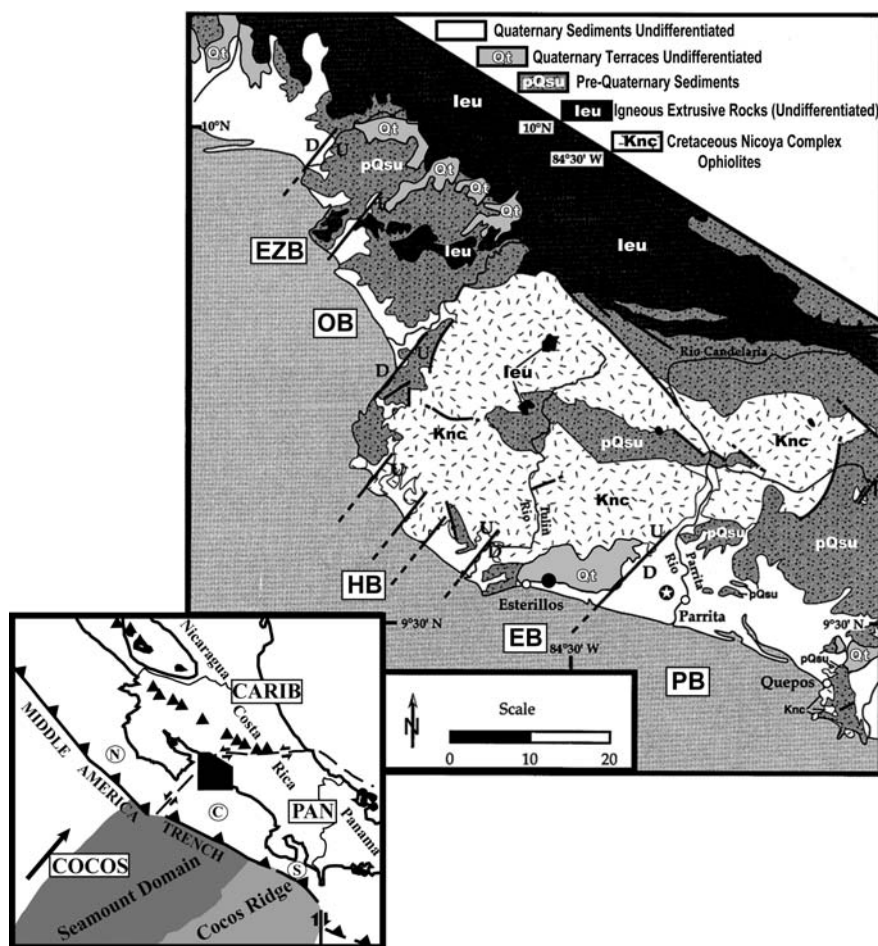 Quaternary Sediments Undifferentiated
Qt Quaternary Terraces Undifferentiated
pQsu Pre-Quaternary Sediments
Ieu Igneous Extrusive Rocks (Undifferentiated)
Knc Cretaceous Nicoya Complex
Ophiolites
Qt
Ieu
10°N
10°N
84°30' W
D
U
Qt
pQsu
Qt
Qt
Qt
EZB
Ieu
Ieu
OB
Rio Candelaria
D
U
Ieu
Knc
pQsu
Knc
U
Knc
Rio
Tulin
HB
U
D
Qt
U
D
pQsu
pQsu
Rio
Parrita
pQsu
Esterillos
Parrita
9°30' N
9°30' N
EB
84°30' W
PB
pQsu
Qt
Quepos
Knc
N
Scale
0
10
20
Nicaragua
CARIB
Costa
Rica
MIDDLE
AMERICA
TRENCH
N
C
S
PAN
Panama
COCOS
Seamount Domain
Cocos Ridge